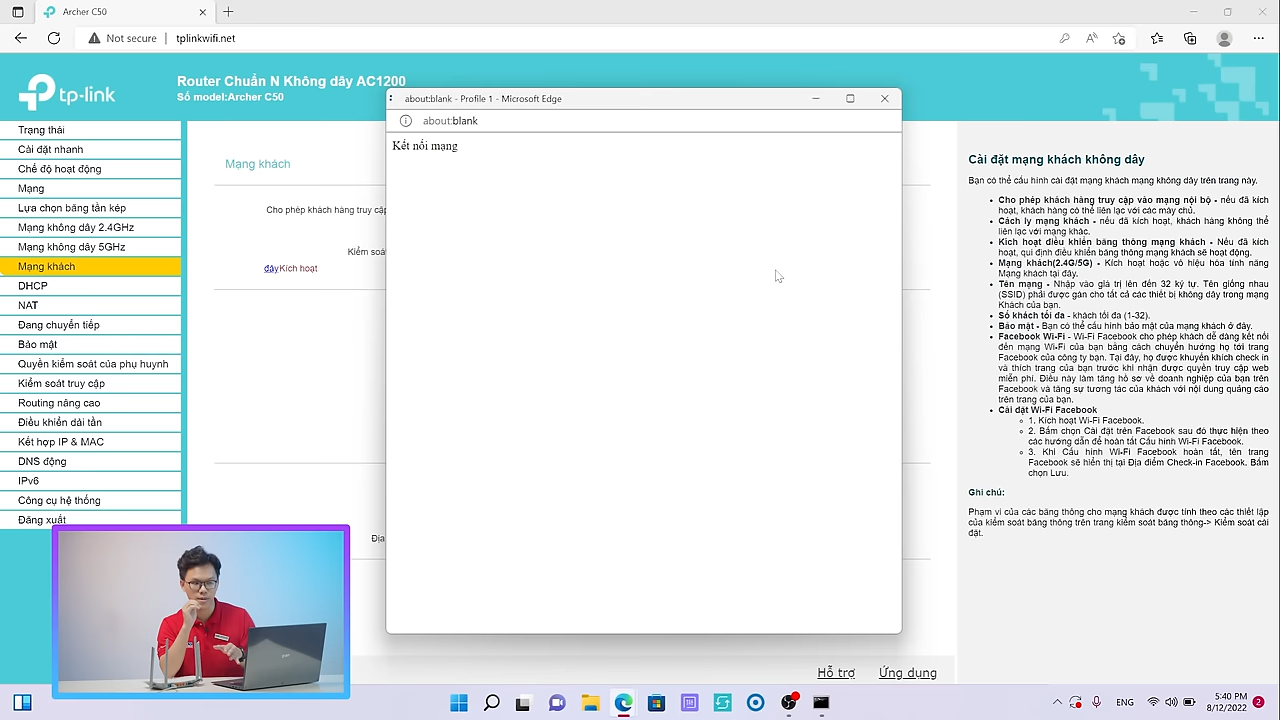 Archer C50
Not secure
tplinkwifi.net
tp-link
Router Chuẩn N Không dây AC1200
Số model:Archer C50
about:blank - Profile 1 - Microsoft Edge
about:blank
Kết nối mạng
Trạng thái
Cài đặt nhanh
Chế độ hoạt động
Mạng
Lựa chọn băng tần kép
Mạng không dây 2.4GHz
Mạng không dây 5GHz
Mạng khách
DHCP
NAT
Đang chuyển tiếp
Bảo mật
Quyền kiểm soát của phụ huynh
Kiểm soát truy cập
Routing nâng cao
Điều khiển dải tần
Kết hợp IP & MAC
DNS động
IPv6
Công cụ hệ thống
Đăng xuất
Mạng khách
Cho phép khách hàng truy cập
Kiểm soá
đây Kích hoạt
Địa
Cài đặt mạng khách không dây
Bạn có thể cấu hình cài đặt mạng khách mạng không dây trên trang này.
Cho phép khách hàng truy cập vào mạng nội bộ - nếu đã kích
hoạt, khách hàng có thể liên lạc với các máy chủ.
Cách ly mạng khách - nếu đã kích hoạt, khách hàng không thể
liên lạc với mạng khác.
Kích hoạt điều khiển băng thông mạng khách - Nếu đã kích
hoạt, qui định điều khiển băng thông mạng khách sẽ hoạt động.
Mạng khách(2.4G/5G) - Kích hoạt hoặc vô hiệu hóa tính năng
Mạng khách tại đây.
Tên mạng - Nhập vào giá trị lên đến 32 ký tự. Tên giống nhau
(SSID) phải được gán cho tất cả các thiết bị không dây trong mạng
Khách của bạn.
Số khách tối đa - khách tối đa (1-32).
Bảo mật - Bạn có thể cấu hình bảo mật của mạng khách ở đây.
Facebook Wi-Fi - Wi-Fi Facebook cho phép khách dễ dàng kết nối
đến mạng Wi-Fi của bạn bằng cách chuyển hướng họ tới trang
Facebook của công ty bạn. Tại đây, họ được khuyến khích check in
và thích trang của bạn trước khi nhận được quyền truy cập web
miễn phí. Điều này làm tăng hồ sơ về doanh nghiệp của bạn trên
Facebook và tăng sự tương tác của khách với nội dung quảng cáo
trên trang của bạn.
Cài đặt Wi-Fi Facebook
1. Kích hoạt Wi-Fi Facebook.
2. Bấm chọn Cài đặt trên Facebook sau đó thực hiện theo
các hướng dẫn để hoàn tất Cấu hình Wi-Fi Facebook.
3. Khi Cấu hình Wi-Fi Facebook hoàn tất, tên trang
Facebook sẽ hiển thị tại Địa điểm Check-in Facebook. Bấm
chọn Lưu.
Ghi chú:
Phạm vi của các băng thông cho mạng khách được tính theo các thiết lập
của kiểm soát băng thông trên trang kiểm soát băng thông-> Kiểm soát cài
đặt.
Hỗ trợ
Ứng dụng
ENG
5:40 PM
8/12/2022
2